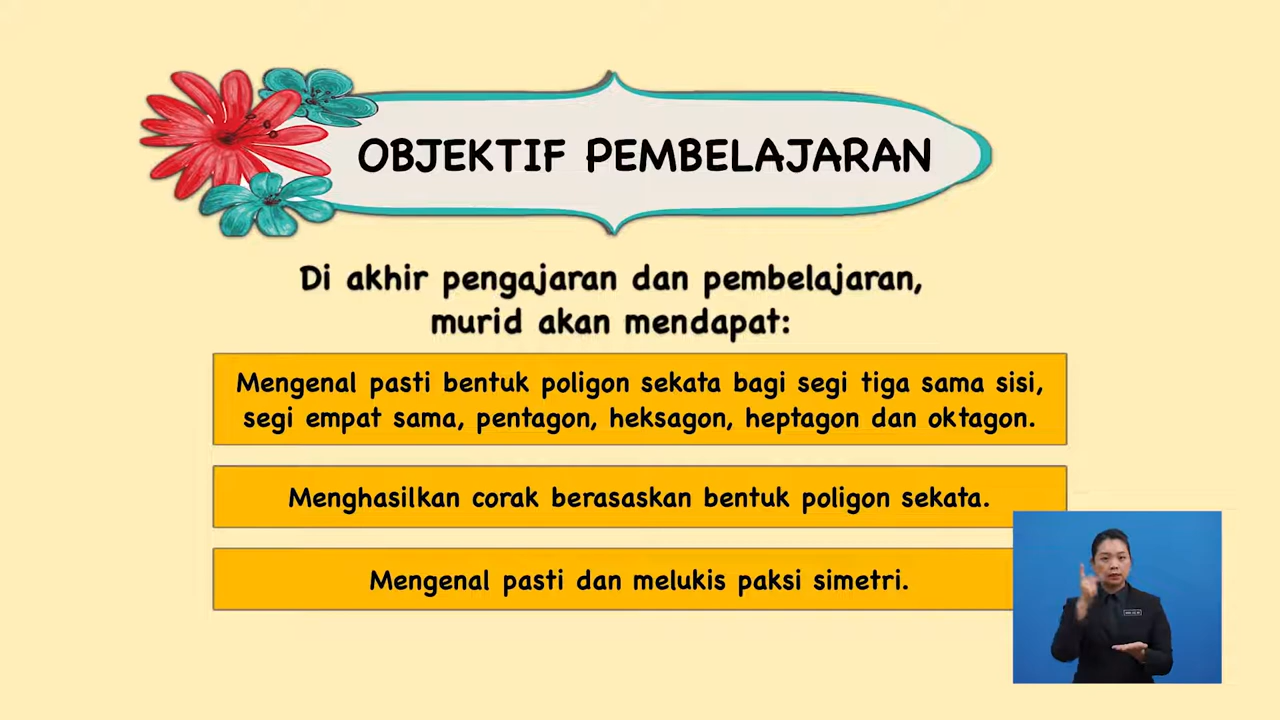 OBJEKTIF PEMBELAJARAN
Di akhir pengajaran dan pembelajaran,
murid akan mendapat:
Mengenal pasti bentuk poligon sekata bagi segi tiga sama sisi,
segi empat sama, pentagon, heksagon, heptagon dan oktagon.
Menghasilkan corak berasaskan bentuk poligon sekata.
Mengenal pasti dan melukis paksi simetri.